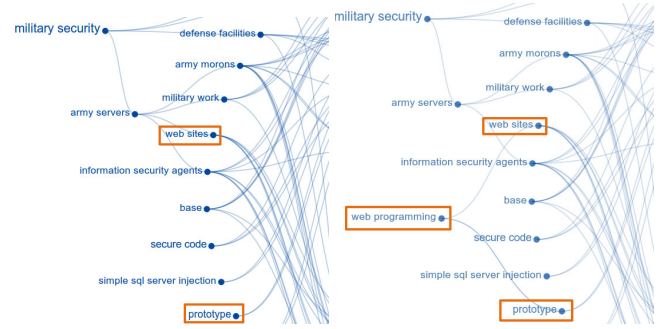 military security
defense facilities
army morons
military work
army servers
web sites
information security agents
base
secure code
simple sql server injection
prototype
military security
defense facilities
army morons
military work
army servers
web sites
information security agents
base
web programming
secure code
simple sql server injection
prototype